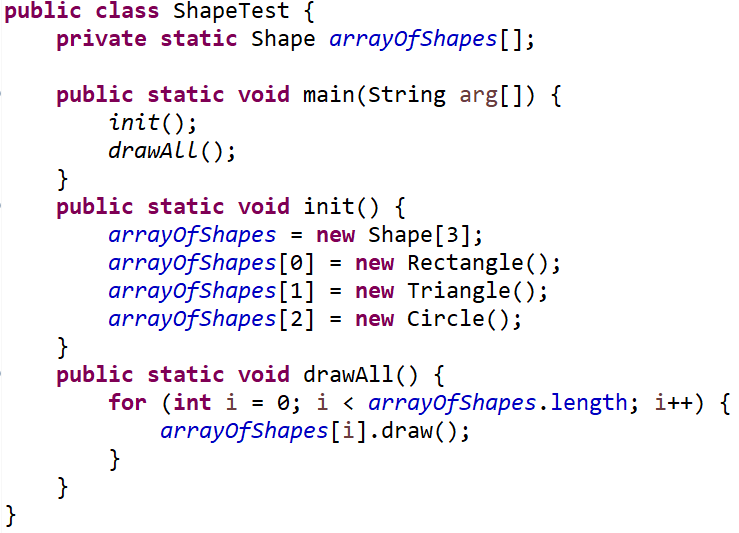 public class ShapeTest {
    private static Shape arrayOfShapes[];

    public static void main(String arg[]) {
        init();
        drawAll();
    }
    public static void init() {
        arrayOfShapes = new Shape[3];
        arrayOfShapes[0] = new Rectangle();
        arrayOfShapes[1] = new Triangle();
        arrayOfShapes[2] = new Circle();
    }
    public static void drawAll() {
        for (int i = 0; i < arrayOfShapes.length; i++) {
            arrayOfShapes[i].draw();
        }
    }
}